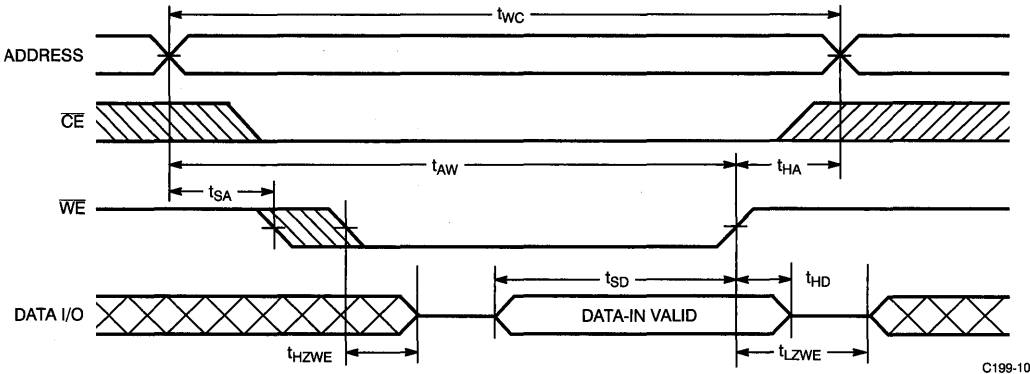 tWC
ADDRESS
CE
tAW
tHA
tSA
WE
tSD
tHD
DATA I/O
DATA-IN VALID
tHZWE
tLZWE
C199-10